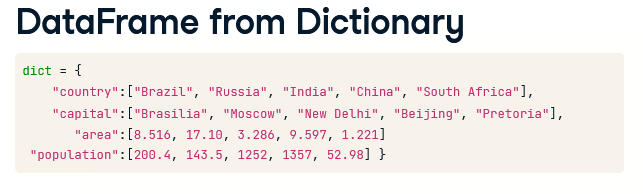 DataFrame from Dictionary
dict = {
    "country":["Brazil", "Russia", "India", "China", "South Africa"],
    "capital":["Brasilia", "Moscow", "New Delhi", "Beijing", "Pretoria"],
       "area":[8.516, 17.10, 3.286, 9.597, 1.221]
 "population":[200.4, 143.5, 1252, 1357, 52.98] }